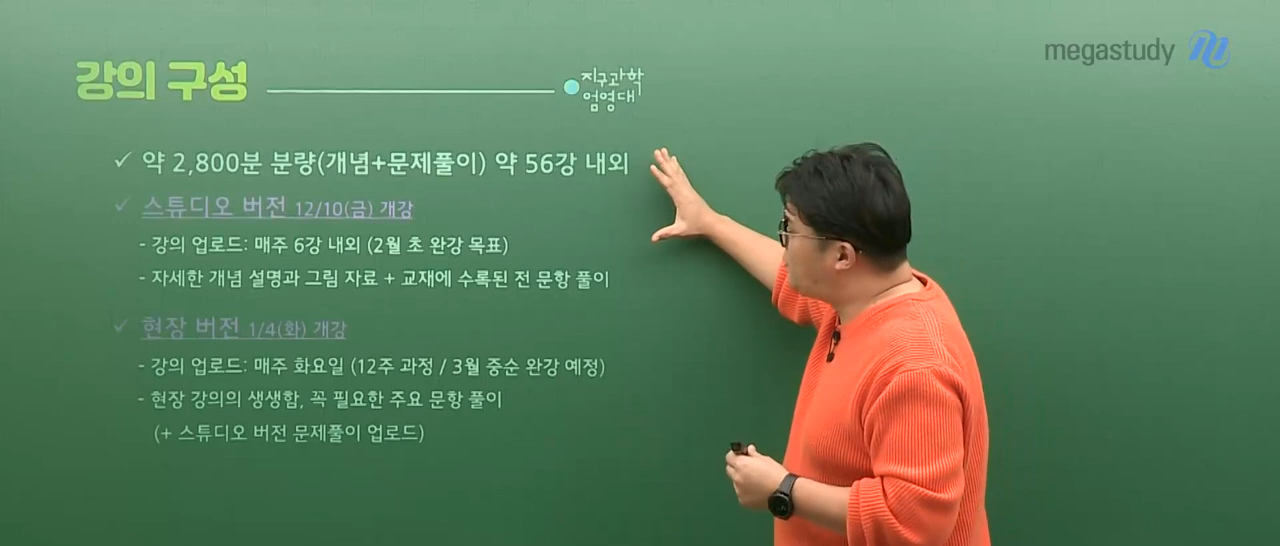 megastudy
강의 구성
지구과학
엄영대
✓ 약 2,800분 분량(개념+문제풀이) 약 56강 내외
✓ 스튜디오 버전 12/10(금) 개강
- 강의 업로드: 매주 6강 내외 (2월 초 완강 목표)
- 자세한 개념 설명과 그림 자료 + 교재에 수록된 전 문항 풀이
✓ 현장 버전 1/4(화) 개강
- 강의 업로드: 매주 화요일 (12주 과정 / 3월 중순 완강 예정)
- 현장 강의의 생생함, 꼭 필요한 주요 문항 풀이
(+ 스튜디오 버전 문제풀이 업로드)